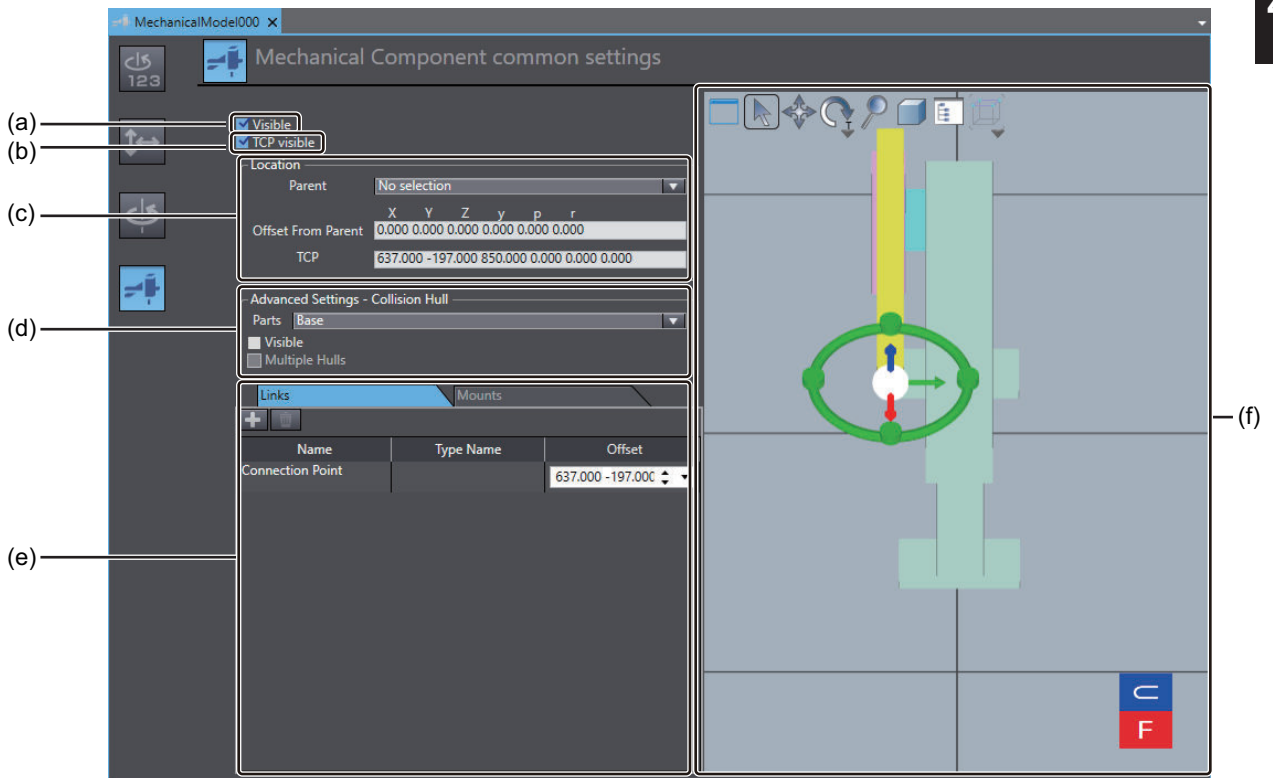 MechanicalModel000
Mechanical Component common settings
123
(a)
Visible
(b)
TCP visible
Location
Parent No selection
(c)
X Y Z y p r
Offset From Parent 0.000 0.000 0.000 0.000 0.000 0.000
TCP 637.000 -197.000 850.000 0.000 0.000 0.000
Advanced Settings - Collision Hull
(d)
Parts Base
Visible
Multiple Hulls
Links Mounts
(f)
Name Type Name Offset
Connection Point 637.000 -197.000
(e)
F